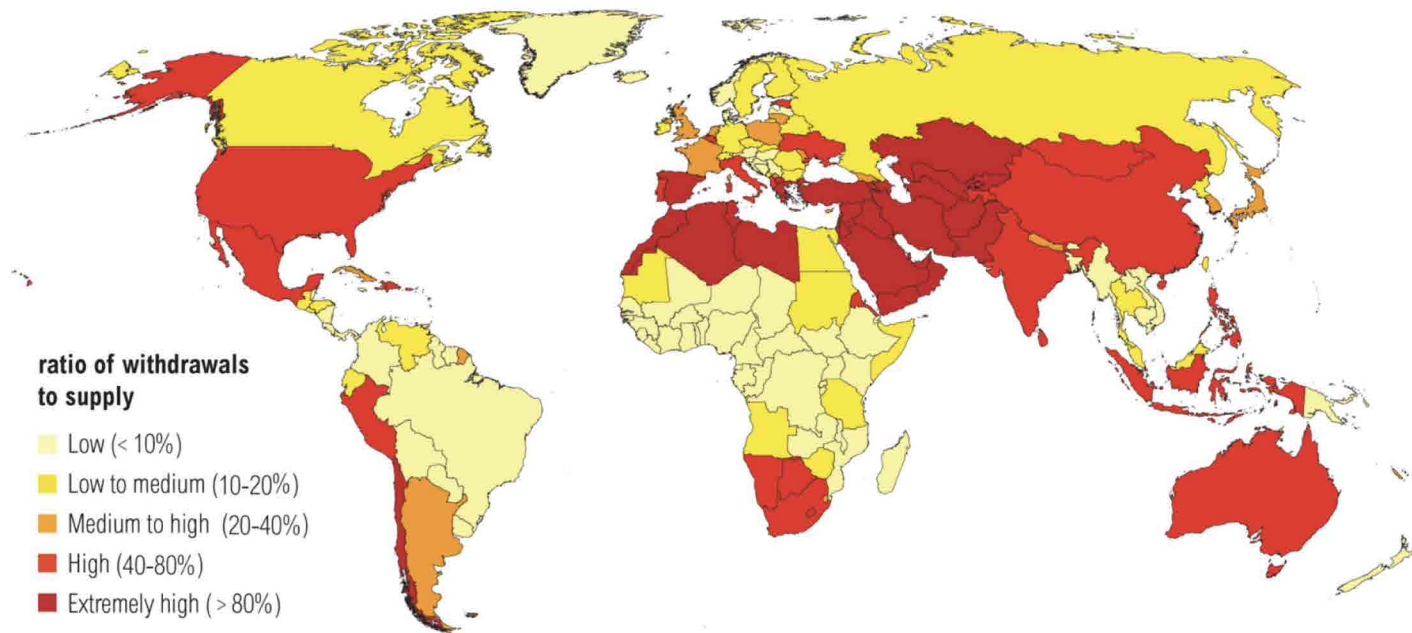 ratio of withdrawals
to supply
Low (< 10%)
Low to medium (10-20%)
Medium to high (20-40%)
High (40-80%)
Extremely high (> 80%)